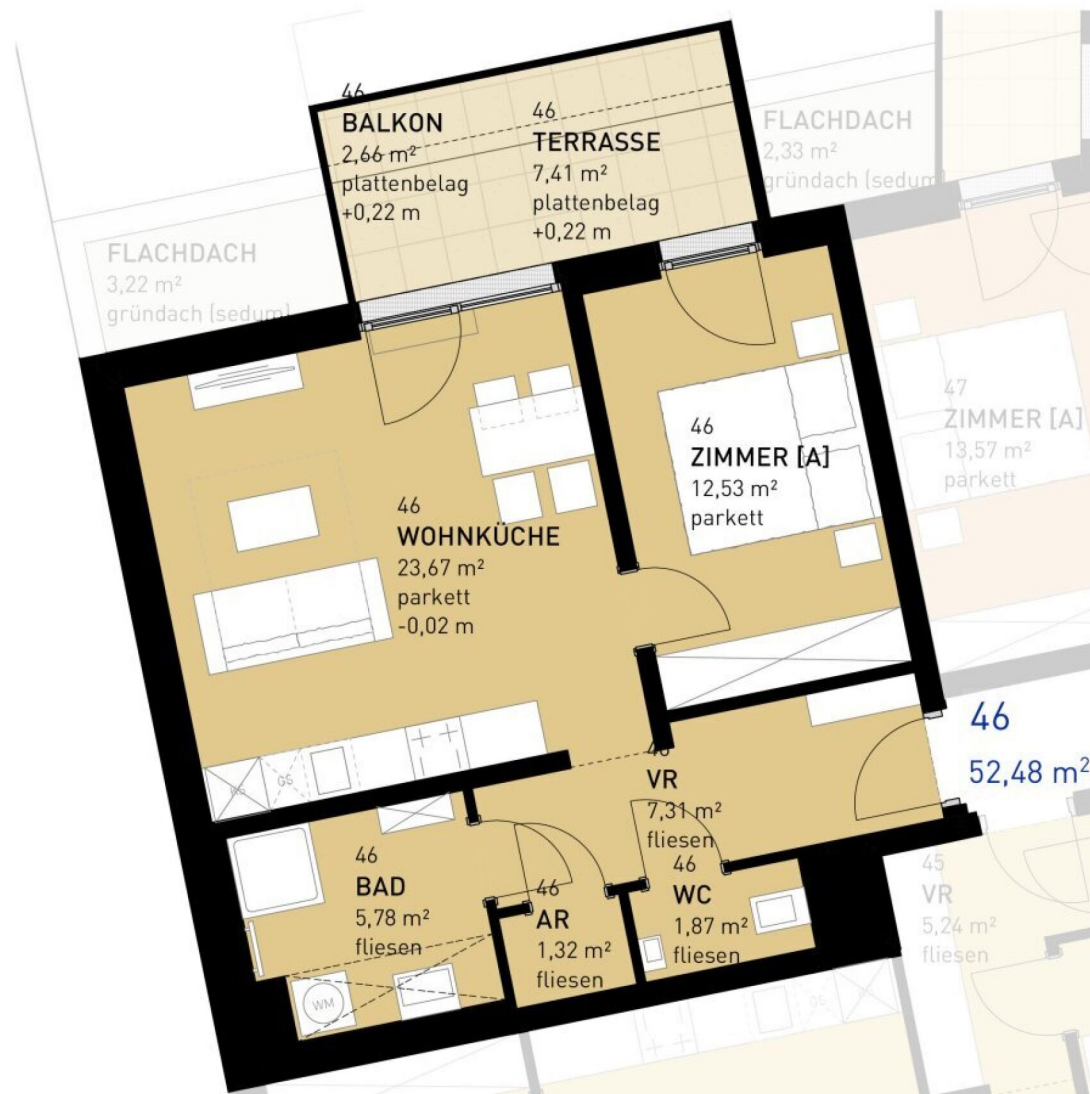 46
BALKON
2,66 m²
plattenbelag
+0,22 m
46
TERRASSE
7,41 m²
plattenbelag
+0,22 m
FLACHDACH
2,33 m²
gründach (sedum)
FLACHDACH
3,22 m²
gründach (sedum)
46
WOHNKÜCHE
23,67 m²
parkett
-0,02 m
46
ZIMMER [A]
12,53 m²
parkett
47
ZIMMER [A]
13,57 m²
parkett
46
52,48 m²
46
VR
7,31 m²
fliesen
GS
46
BAD
5,78 m²
fliesen
WM
46
AR
1,32 m²
fliesen
46
WC
1,87 m²
fliesen
45
VR
5,24 m²
fliesen
GS